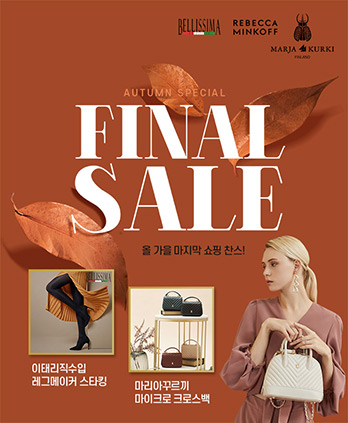 BELLISSIMA
REBECCA
MINKOFF
MARJA KURKI
FINLAND
AUTUMN SPECIAL
FINAL
SALE
올 가을 마지막 쇼핑 찬스!
BELLISSIMA
이태리직수입
레그메이커 스타킹
마리아꾸르끼
마이크로 크로스백